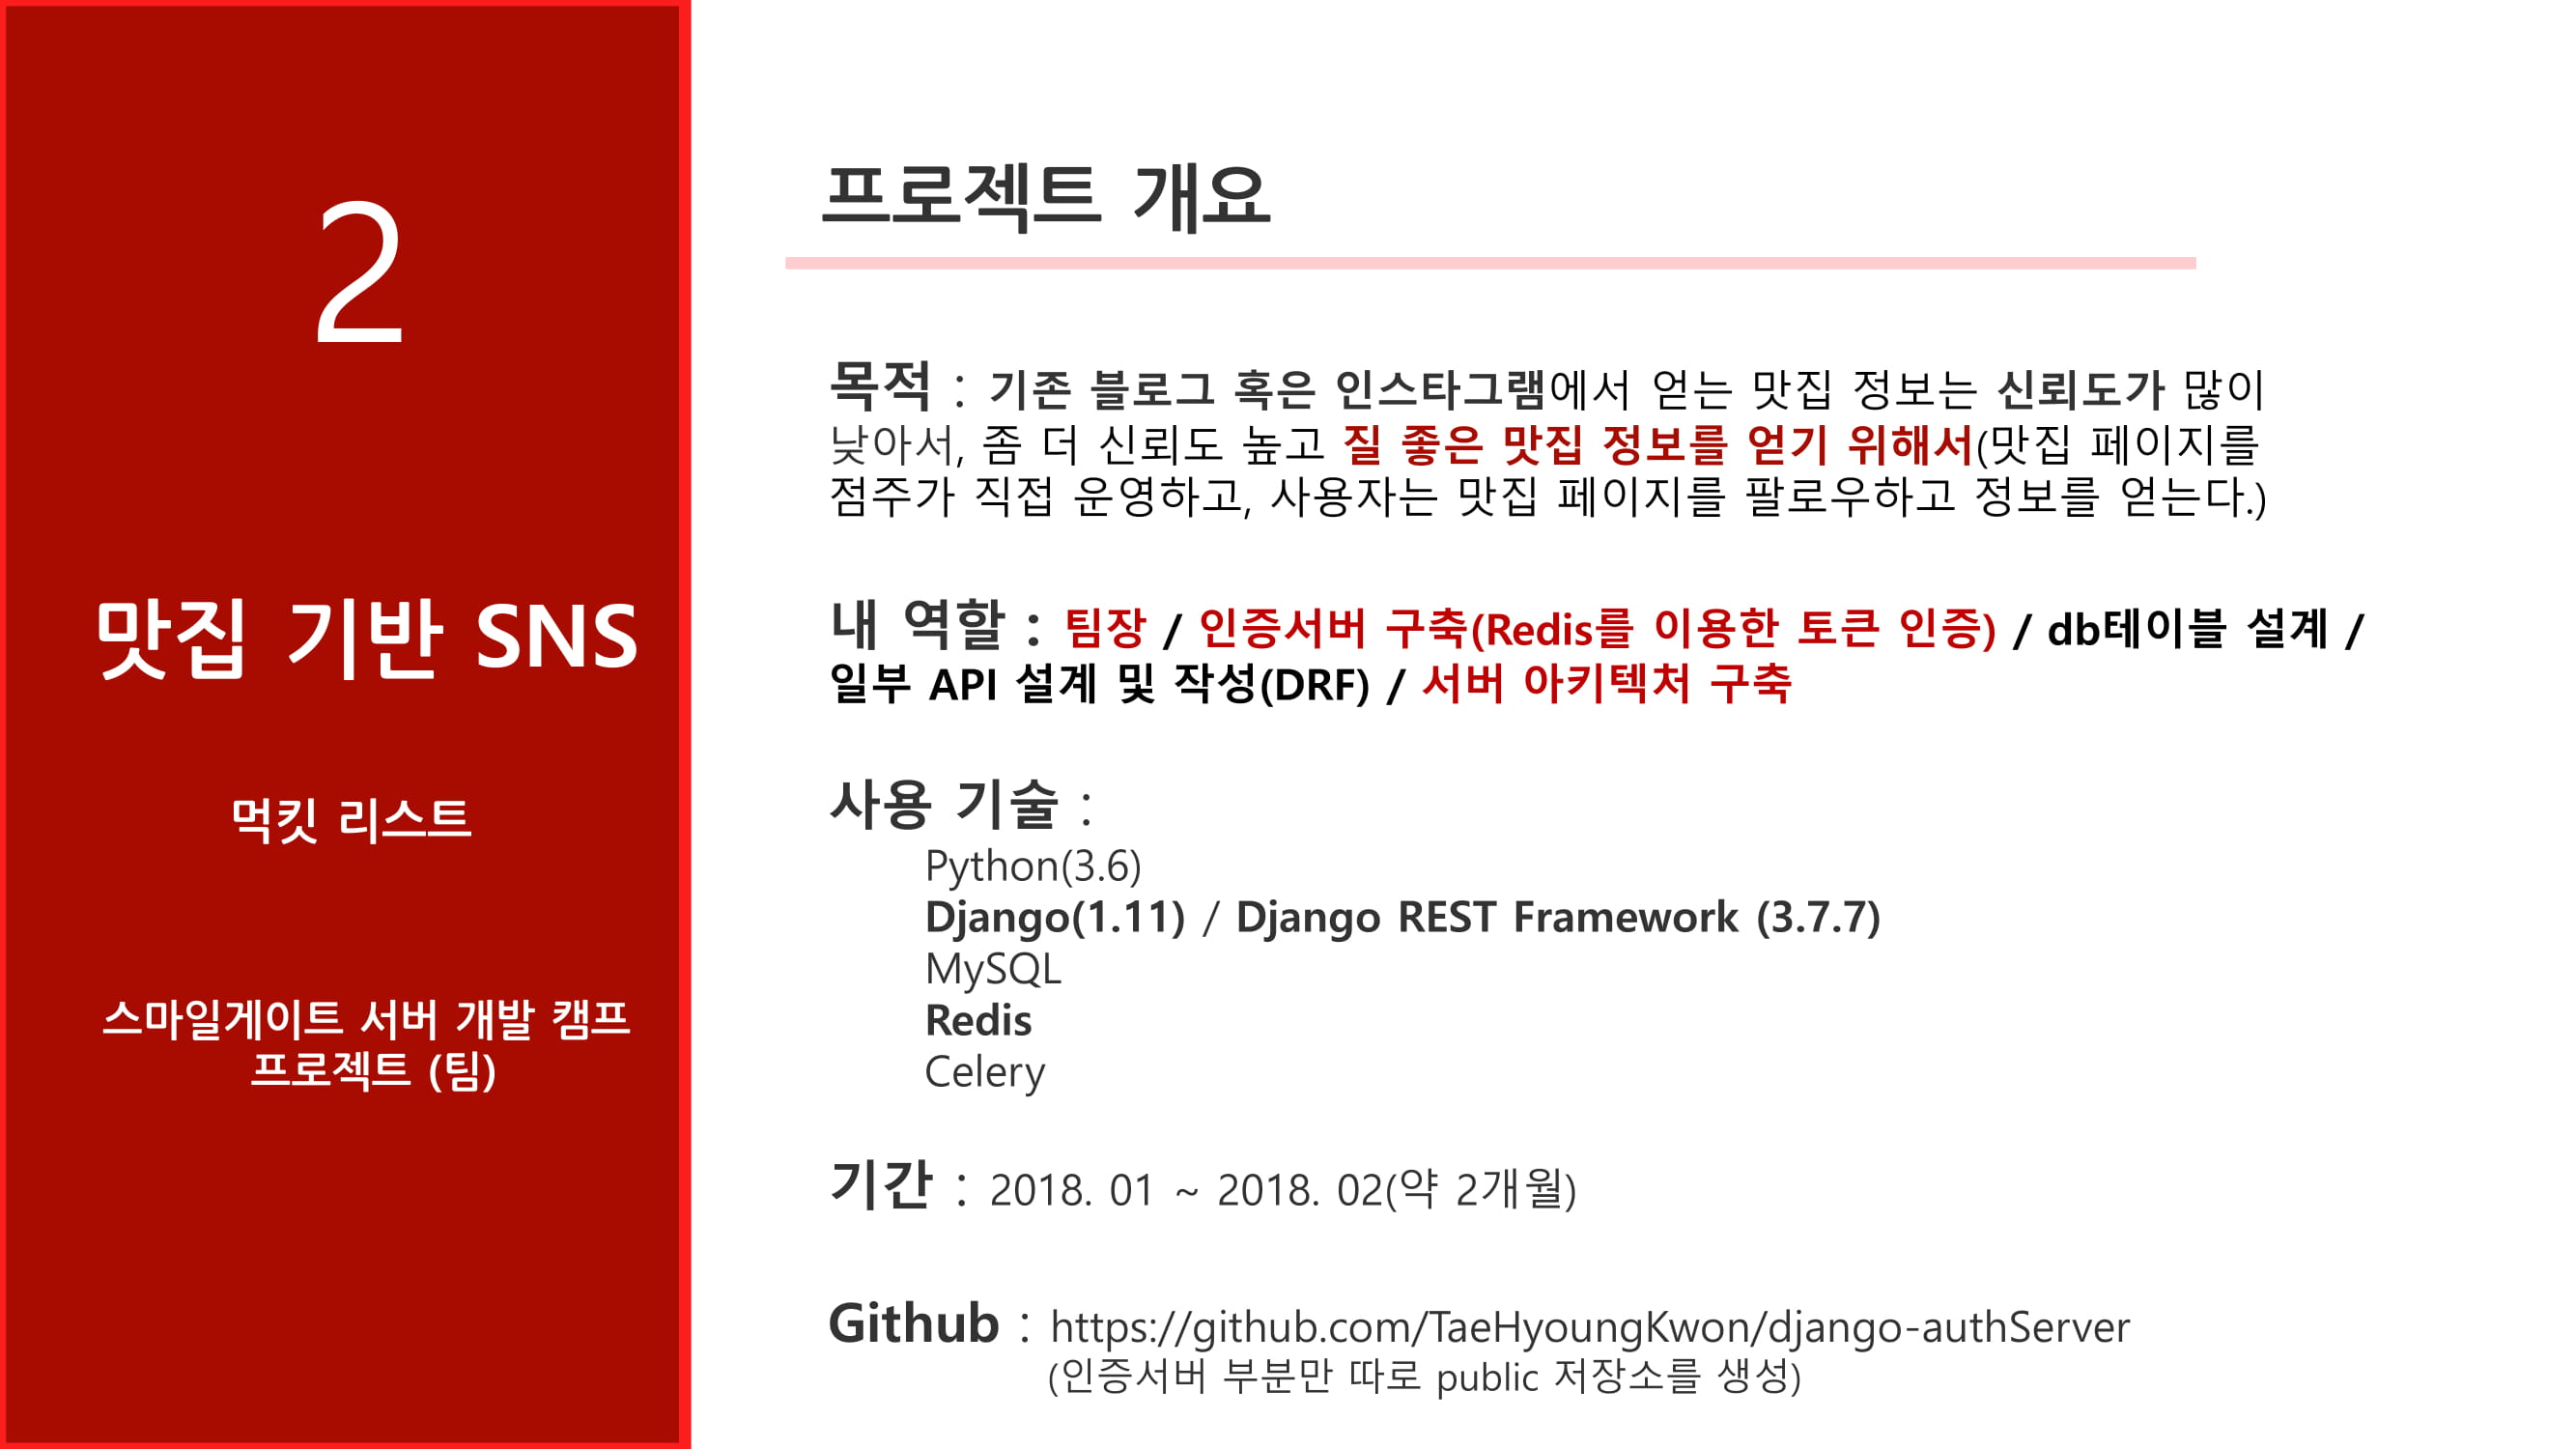 2
맛집 기반 SNS
먹킷 리스트
스마일게이트 서버 개발 캠프
프로젝트 (팀)
프로젝트 개요
목적 : 기존 블로그 혹은 인스타그램에서 얻는 맛집 정보는 신뢰도가 많이
낮아서, 좀 더 신뢰도 높고 질 좋은 맛집 정보를 얻기 위해서(맛집 페이지를
점주가 직접 운영하고, 사용자는 맛집 페이지를 팔로우하고 정보를 얻는다.)
내 역할 : 팀장 / 인증서버 구축(Redis를 이용한 토큰 인증) / db테이블 설계 /
일부 API 설계 및 작성(DRF) / 서버 아키텍처 구축
사용 기술 :
Python(3.6)
Django(1.11) / Django REST Framework (3.7.7)
MySQL
Redis
Celery
기간 : 2018. 01 ~ 2018. 02(약 2개월)
Github : https://github.com/TaeHyoungKwon/django-authServer
(인증서버 부분만 따로 public 저장소를 생성)